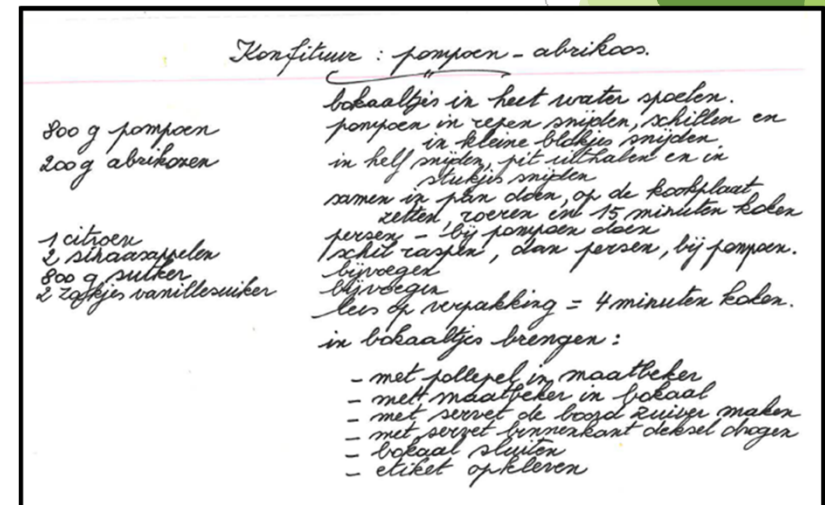 Konfituur : pompoen - abrikoos.
bokaaltjes in heet water spoelen.
800 g pompoen pompoen in repen snijden, schillen en
in kleine blokjes snijden
200 g abrikozen in helf snijden, pit uithalen en in
stukjes snijden
samen in pan doen, op de kookplaat
zetten, roeren en 15 minuten koken
1 citroen persen - bij pompoen doen
2 sinaasappelen schil raspen, dan persen, bij pompoen.
800 g suiker bijvoegen
2 zakjes vanillesuiker bijvoegen
lees op verpakking = 4 minuten koken.
in bokaaltjes brengen :
- met pollepel in maatbeker
- met maatbeker in bokaal
- met servet de boord zuiver maken
- met servet binnenkant deksel drogen
- bokaal sluiten
- etiket opkleven